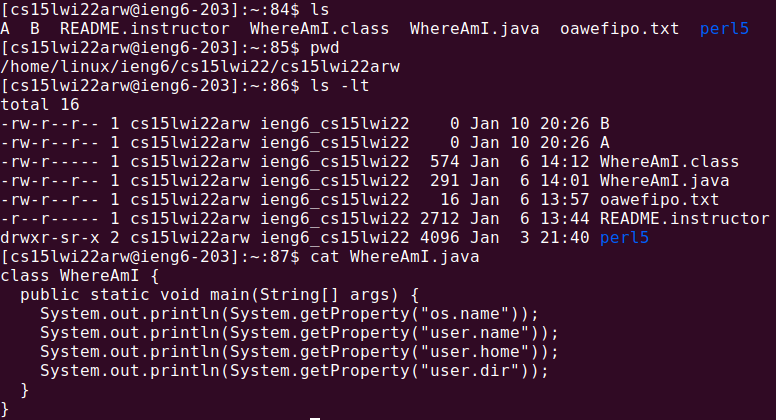 [cs15lwi22arw@ieng6-203]:~:84$ ls
A  B  README.instructor  WhereAmI.class  WhereAmI.java  oawefipo.txt  perl5
[cs15lwi22arw@ieng6-203]:~:85$ pwd
/home/linux/ieng6/cs15lwi22/cs15lwi22arw
[cs15lwi22arw@ieng6-203]:~:86$ ls -lt
total 16
-rw-r--r-- 1 cs15lwi22arw ieng6_cs15lwi22    0 Jan 10 20:26 B
-rw-r--r-- 1 cs15lwi22arw ieng6_cs15lwi22    0 Jan 10 20:26 A
-rw-r----- 1 cs15lwi22arw ieng6_cs15lwi22  574 Jan  6 14:12 WhereAmI.class
-rw-r--r-- 1 cs15lwi22arw ieng6_cs15lwi22  291 Jan  6 14:01 WhereAmI.java
-rw-r--r-- 1 cs15lwi22arw ieng6_cs15lwi22   16 Jan  6 13:57 oawefipo.txt
-r--r----- 1 cs15lwi22arw ieng6_cs15lwi22 2712 Jan  6 13:44 README.instructor
drwxr-sr-x 2 cs15lwi22arw ieng6_cs15lwi22 4096 Jan  3 21:40 perl5
[cs15lwi22arw@ieng6-203]:~:87$ cat WhereAmI.java
class WhereAmI {
  public static void main(String[] args) {
    System.out.println(System.getProperty("os.name"));
    System.out.println(System.getProperty("user.name"));
    System.out.println(System.getProperty("user.home"));
    System.out.println(System.getProperty("user.dir"));
  }
}